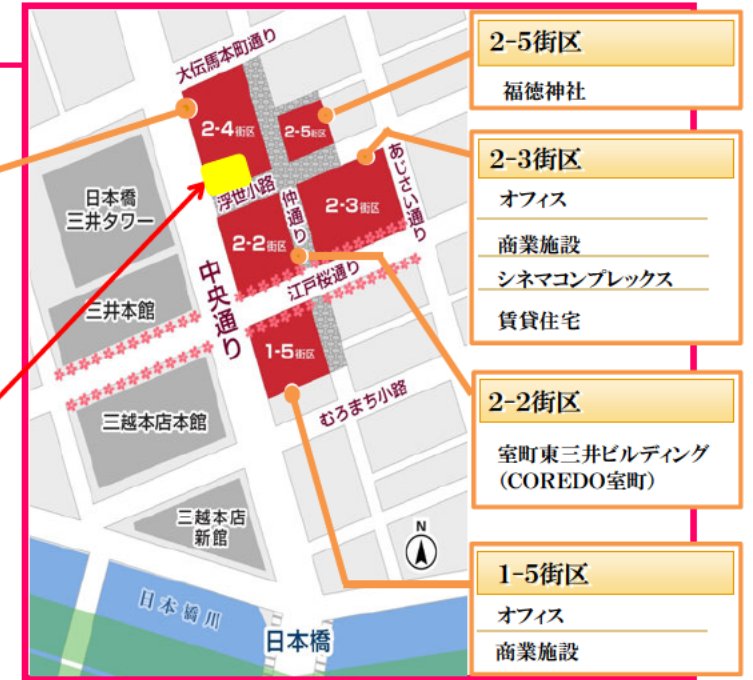 大伝馬本町通り
2-4街区
2-5街区
浮世小路
仲通り
2-3街区
あじさい通り
2-2街区
江戸桜通り
中央通り
1-5街区
むろまち小路
日本橋
三井タワー
三井本館
三越本店本館
三越本店
新館
N
日本橋川
日本橋
2-5街区
福徳神社
2-3街区
オフィス
商業施設
シネマコンプレックス
賃貸住宅
2-2街区
室町東三井ビルディング
（COREDO室町）
1-5街区
オフィス
商業施設